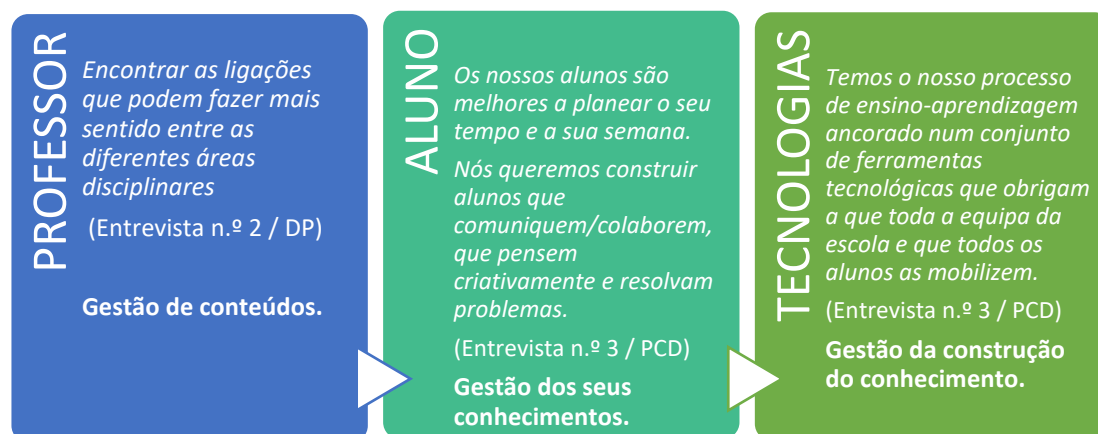 PROFESSOR
Encontrar as ligações
que podem fazer mais
sentido entre as
diferentes áreas
disciplinares
(Entrevista n.º 2 / DP)
Gestão de conteúdos.
ALUNO
Os nossos alunos são
melhores a planear o seu
tempo e a sua semana.
Nós queremos construir
alunos que
comuniquem/colaborem,
que pensem
criativamente e resolvam
problemas.
(Entrevista n.º 3 / PCD)
Gestão dos seus
conhecimentos.
TECNOLOGIAS
Temos o nosso processo
de ensino-aprendizagem
ancorado num conjunto
de ferramentas
tecnológicas que obrigam
a que toda a equipa da
escola e que todos os
alunos as mobilizem.
(Entrevista n.º 3 / PCD)
Gestão da construção
do conhecimento.